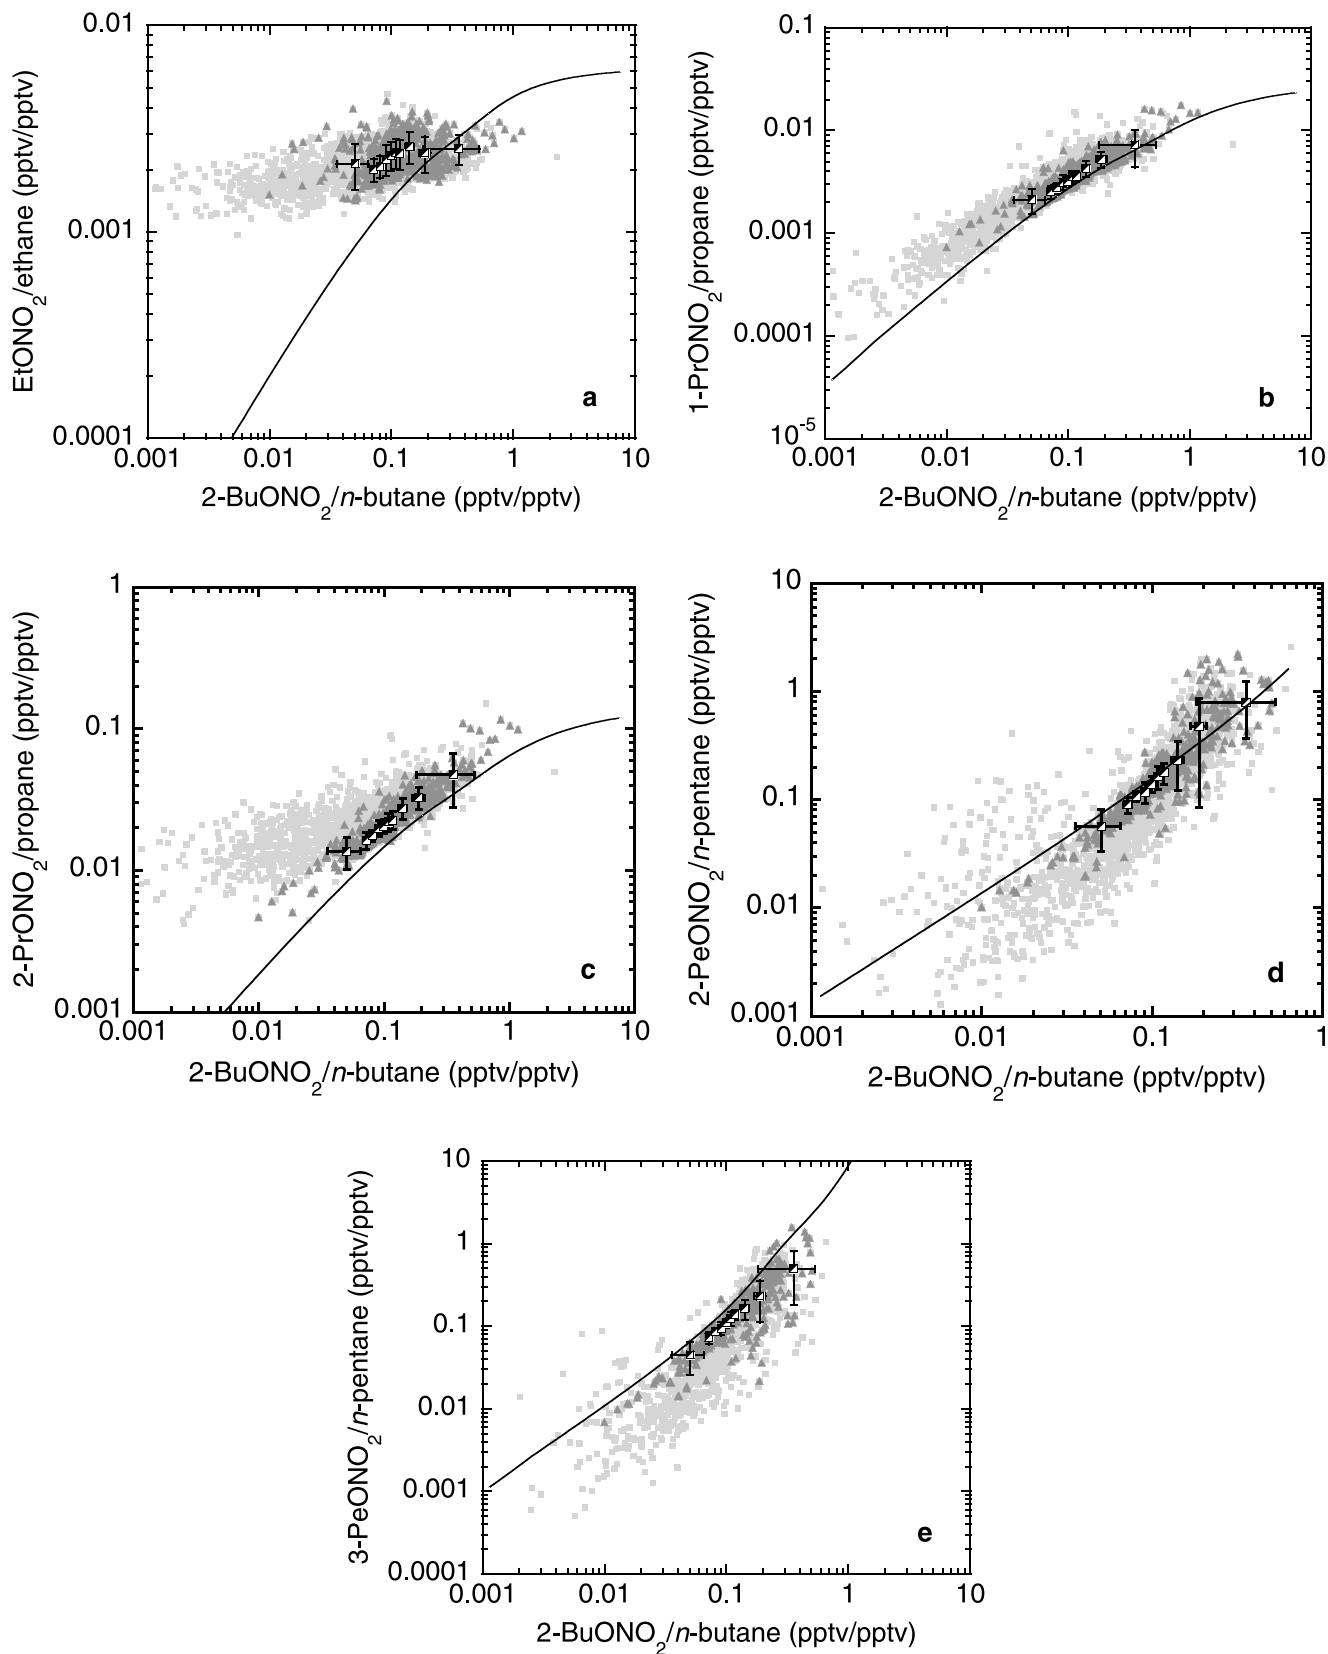 0.01
0.001
0.0001
EtONO2/ethane (pptv/pptv)
a
0.001 0.01 0.1 1 10
2-BuONO2/n-butane (pptv/pptv)
0.1
0.01
0.001
0.0001
10-5
1-PrONO2/propane (pptv/pptv)
b
0.001 0.01 0.1 1 10
2-BuONO2/n-butane (pptv/pptv)
1
0.1
0.01
0.001
2-PrONO2/propane (pptv/pptv)
c
0.001 0.01 0.1 1 10
2-BuONO2/n-butane (pptv/pptv)
10
1
0.1
0.01
0.001
2-PeONO2/n-pentane (pptv/pptv)
d
0.001 0.01 0.1 1
2-BuONO2/n-butane (pptv/pptv)
10
1
0.1
0.01
0.001
0.0001
3-PeONO2/n-pentane (pptv/pptv)
e
0.001 0.01 0.1 1 10
2-BuONO2/n-butane (pptv/pptv)